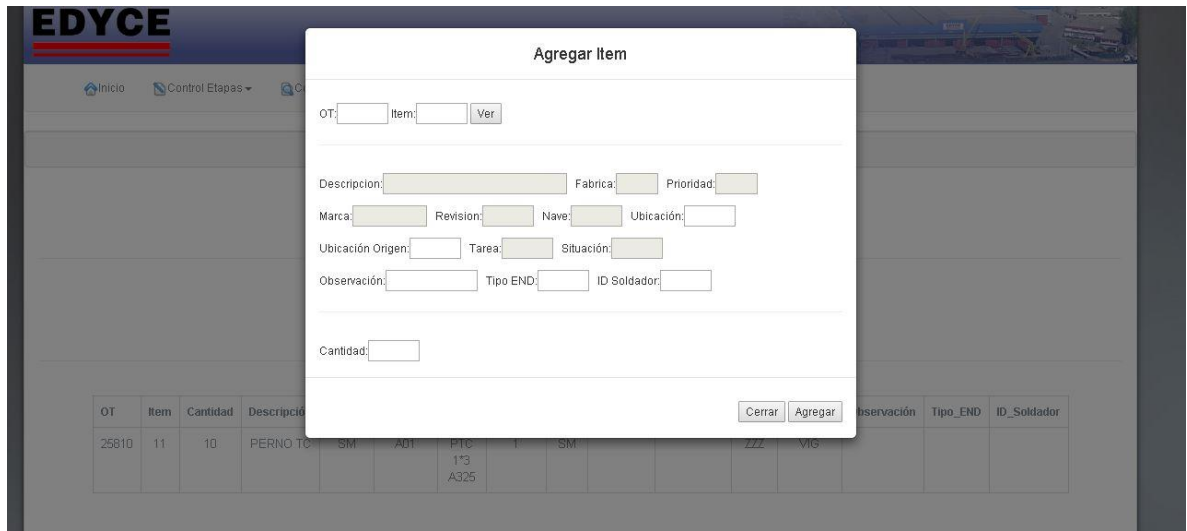 EDYCE
Inicio Control Etapas
Agregar Item
OT: Item: Ver
Descripcion: Fabrica: Prioridad:
Marca: Revision: Nave: Ubicación:
Ubicación Origen: Tarea: Situación:
Observación: Tipo END: ID Soldador:
Cantidad:
Cerrar Agregar
OT Item Cantidad Tipo_END ID_Soldador
25810 11 10 PERNO TC SM A01 PTC 1 SM ZZZ VIG
1*3
A325